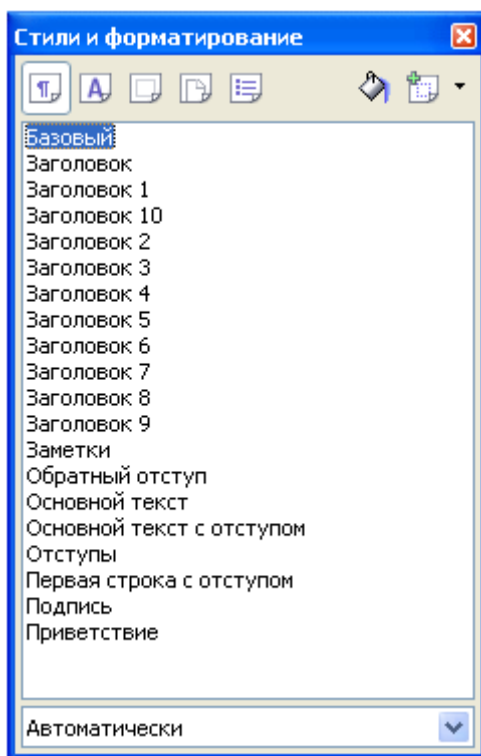 Стили и форматирование
Базовый
Заголовок
Заголовок 1
Заголовок 10
Заголовок 2
Заголовок 3
Заголовок 4
Заголовок 5
Заголовок 6
Заголовок 7
Заголовок 8
Заголовок 9
Заметки
Обратный отступ
Основной текст
Основной текст с отступом
Отступы
Первая строка с отступом
Подпись
Приветствие
Автоматически